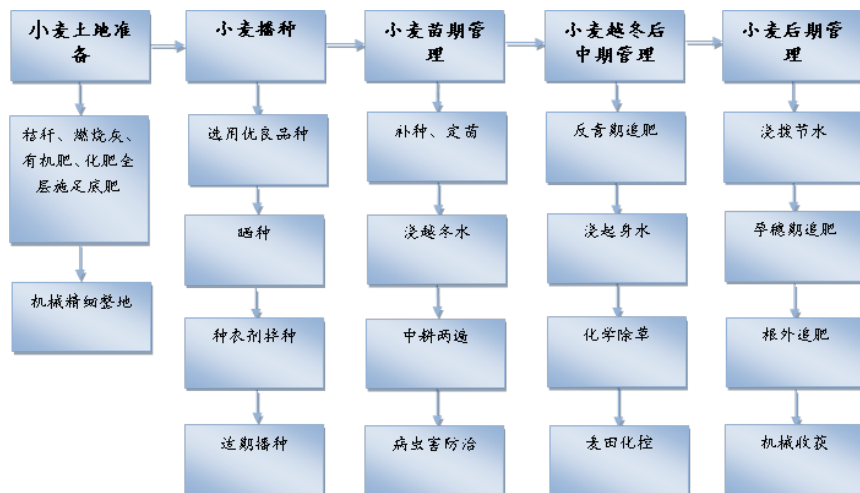 小麦土地准
备
小麦播种
小麦苗期管
理
小麦越冬后
中期管理
小麦后期管
理
秸秆、燃烧灰、
有机肥、化肥全
层施足底肥
机械精细整地
选用优良品种
晒种
种衣剂拌种
适期播种
补种、定苗
浇越冬水
中耕两遍
病虫害防治
反青期追肥
浇起身水
化学除草
麦田化控
浇拨节水
孕穗期追肥
根外追肥
机械收获